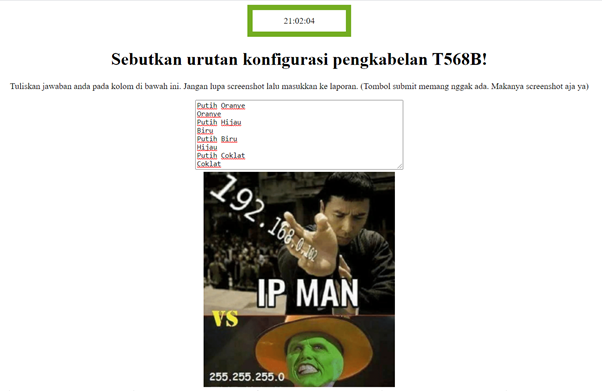 21:02:04
Sebutkan urutan konfigurasi pengkabelan T568B!
Tuliskan jawaban anda pada kolom di bawah ini. Jangan lupa screenshot lalu masukkan ke laporan. (Tombol submit memang nggak ada. Makanya screenshot aja ya)
Putih Oranye
Oranye
Putih Hijau
Biru
Putih Biru
Hijau
Putih Coklat
Coklat
192.168.0.102
IP MAN
VS
255.255.255.0